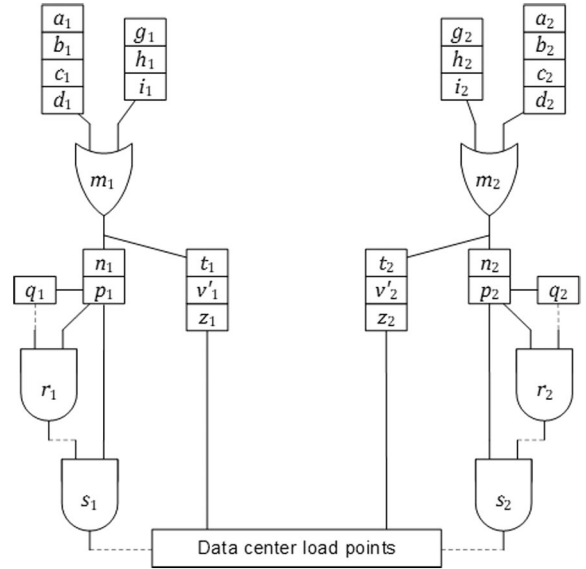 a₁
b₁
c₁
d₁
g₁
h₁
i₁
g₂
h₂
i₂
a₂
b₂
c₂
d₂
m₁
m₂
n₁
p₁
q₁
t₁
v'₁
z₁
t₂
v'₂
z₂
n₂
p₂
q₂
r₁
r₂
s₁
s₂
Data center load points